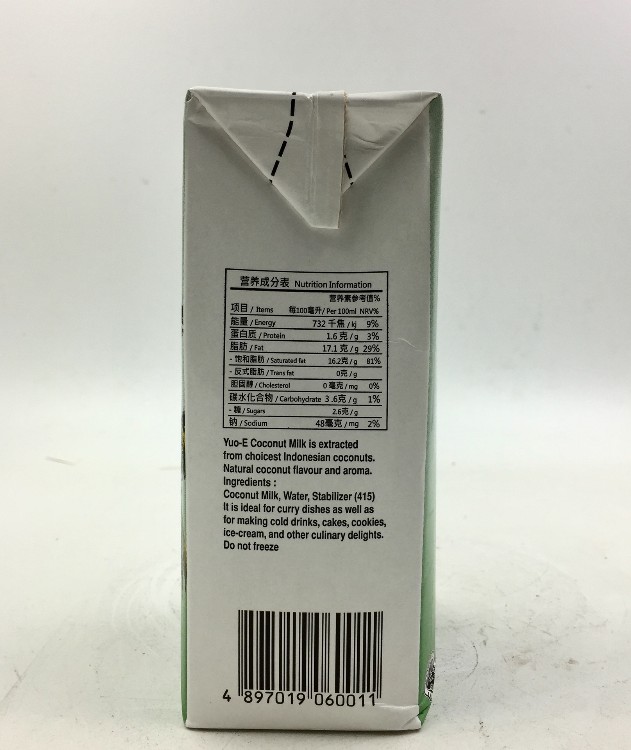 营养成分表 Nutrition Information
营养素参考值%
项目 / Items 每100毫升/ Per 100ml NRV%
能量 / Energy 732 千焦 / kj 9%
蛋白质 / Protein 1.6 克 / g 3%
脂肪 / Fat 17.1 克 / g 29%
- 饱和脂肪 / Saturated fat 16.2克 / g 81%
- 反式脂肪 / Trans fat 0克 / g
胆固醇 / Cholesterol 0 毫克 / mg 0%
碳水化合物 / Carbohydrate 3.6克 / g 1%
- 糖 / Sugars 2.6克 / g
钠 / Sodium 48毫克 / mg 2%
Yuo-E Coconut Milk is extracted
from choicest Indonesian coconuts.
Natural coconut flavour and aroma.
Ingredients :
Coconut Milk, Water, Stabilizer (415)
It is ideal for curry dishes as well as
for making cold drinks, cakes, cookies,
ice-cream, and other culinary delights.
Do not freeze
4 897019 060011